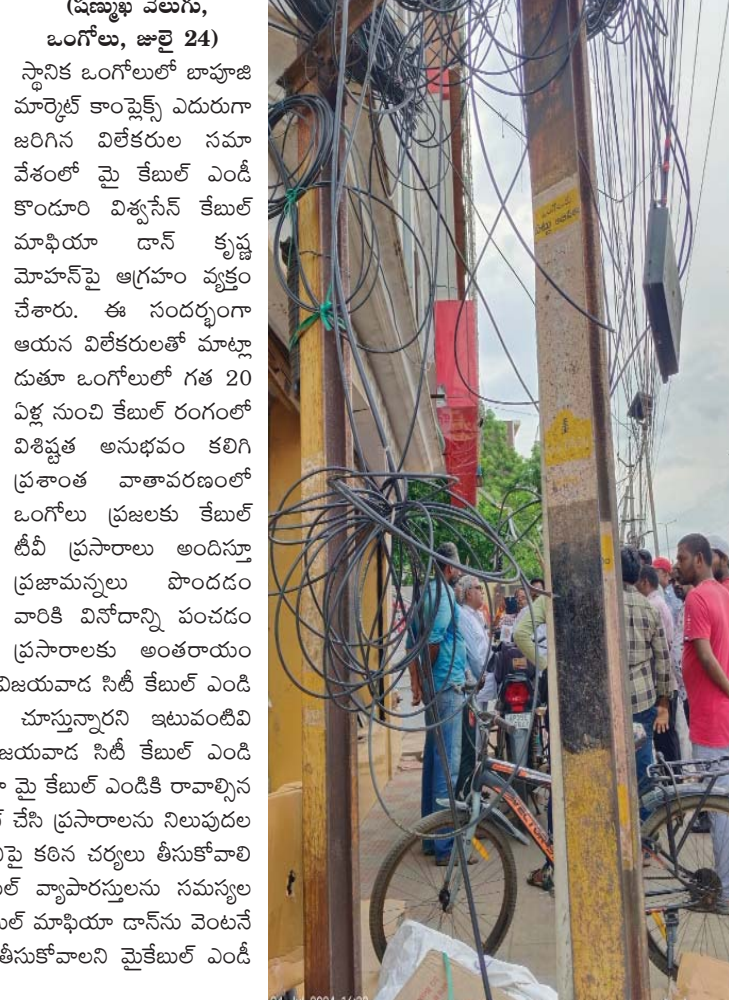 (షణ్ముఖ వెలుగు,
ఒంగోలు, జులై 24)
స్థానిక ఒంగోలులో బాపూజి
మార్కెట్ కాంప్లెక్స్ ఎదురుగా
జరిగిన విలేకరుల సమా
వేశంలో మై కేబుల్ ఎండీ
కొండూరి విశ్వసేన్ కేబుల్
మాఫియా డాన్ కృష్ణ
మోహన్‌పై ఆగ్రహం వ్యక్తం
చేశారు. ఈ సందర్భంగా
ఆయన విలేకరులతో మాట్లా
డుతూ ఒంగోలులో గత 20
ఏళ్ల నుంచి కేబుల్ రంగంలో
విశిష్టత అనుభవం కలిగి
ప్రశాంత వాతావరణంలో
ఒంగోలు ప్రజలకు కేబుల్
టీవీ ప్రసారాలు అందిస్తూ
ప్రజామన్నలు పొందడం
వారికి వినోదాన్ని పంచడం
ప్రసారాలకు అంతరాయం
విజయవాడ సిటీ కేబుల్ ఎండి
చూస్తున్నారని ఇటువంటివి
జయవాడ సిటీ కేబుల్ ఎండి
మై కేబుల్ ఎండికి రావాల్సిన
చేసి ప్రసారాలను నిలుపుదల
పై కఠిన చర్యలు తీసుకోవాలి
వ్యాపారస్తులను సమస్యల
మాఫియా డాన్‌ను వెంటనే
తీసుకోవాలని మైకేబుల్ ఎండీ